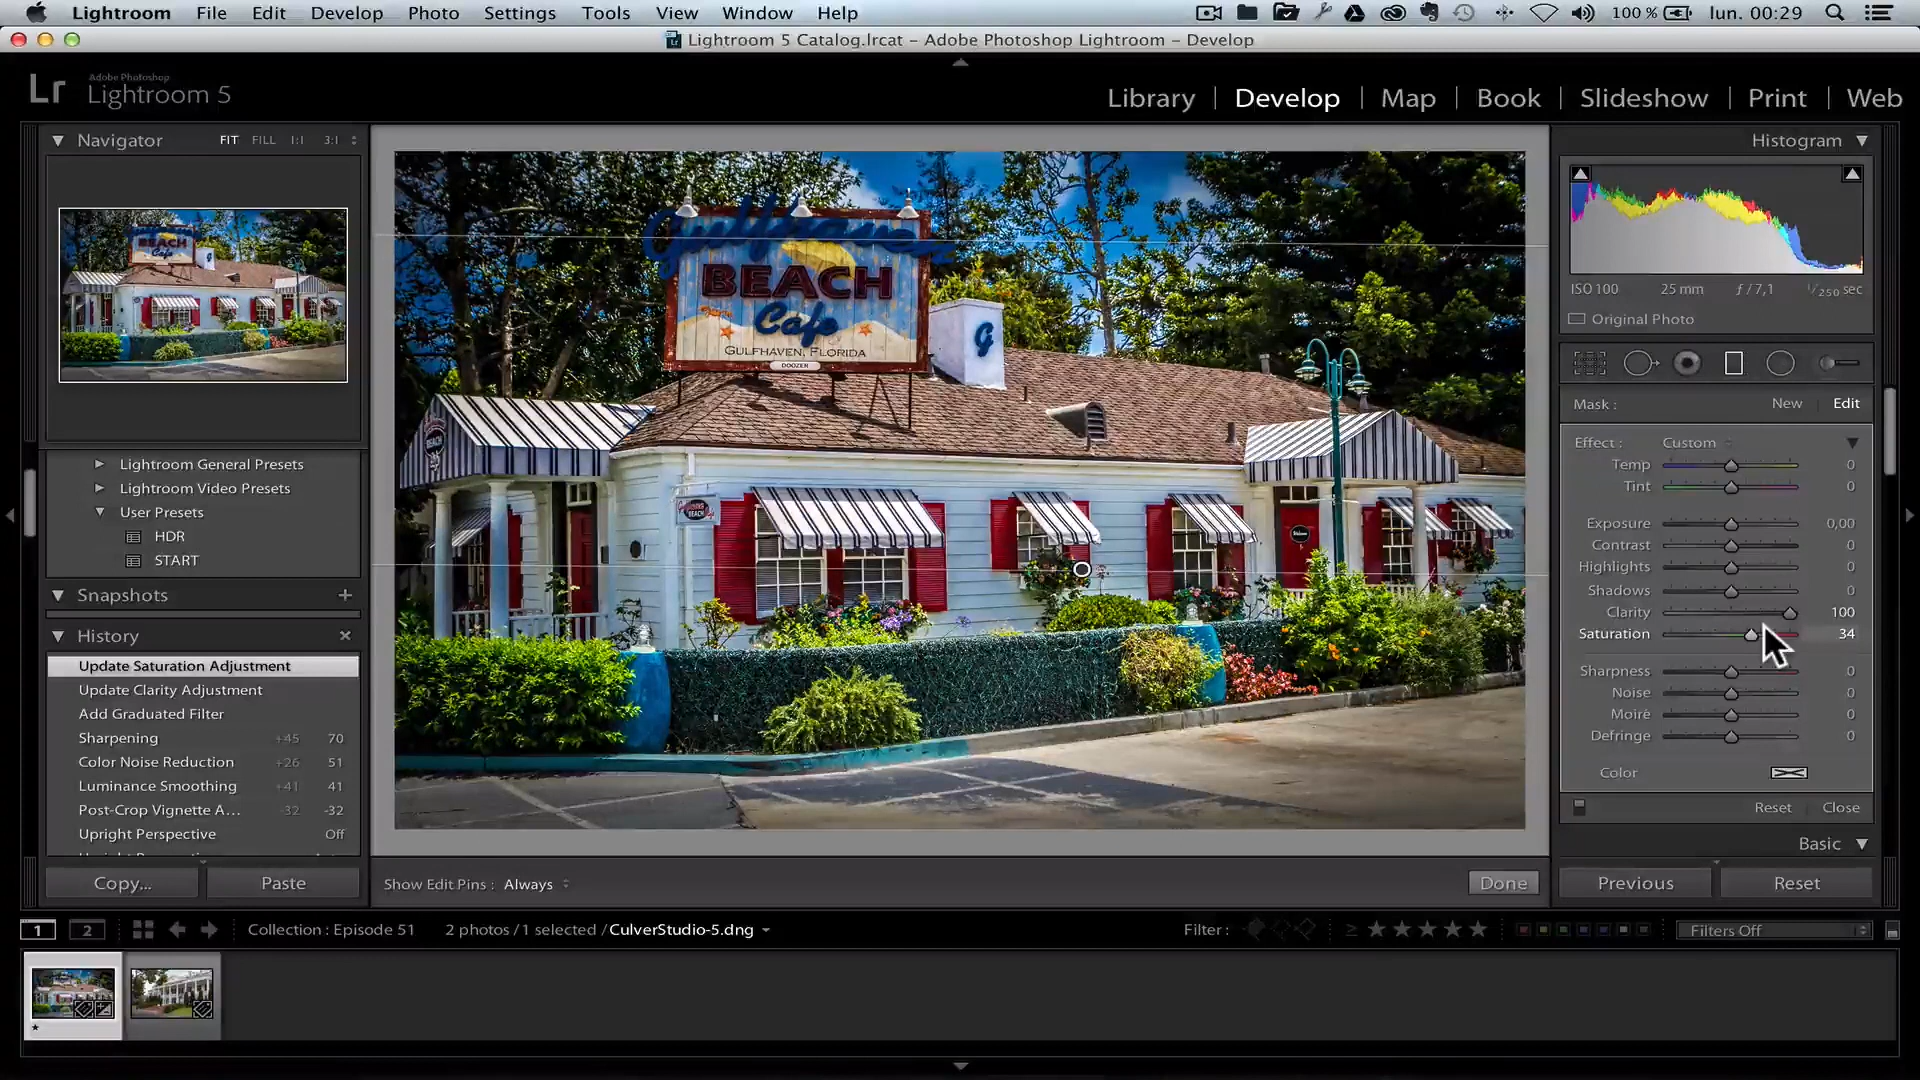 Lightroom File Edit Develop Photo Settings Tools View Window Help 100 % lun. 00:29
Lightroom 5 Catalog.lrcat – Adobe Photoshop Lightroom – Develop
Adobe Photoshop
Lr Lightroom 5
Library | Develop | Map | Book | Slideshow | Print | Web
Navigator FIT FILL 1:1 3:1
Histogram
ISO 100 25 mm ƒ / 7,1 1/250 sec
Original Photo
BEACH
Cafe
GULFHAVEN, FLORIDA
DOOZER
G
BEACH
BEACH
Mask : New Edit
Effect : Custom
Temp 0
Tint 0
Exposure 0,00
Contrast 0
Highlights 0
Shadows 0
Clarity 100
Saturation 34
Sharpness 0
Noise 0
Moiré 0
Defringe 0
Color
Reset Close
Basic
Previous Reset
Lightroom General Presets
Lightroom Video Presets
User Presets
HDR
START
Snapshots +
History ×
Update Saturation Adjustment
Update Clarity Adjustment
Add Graduated Filter
Sharpening +45 70
Color Noise Reduction +26 51
Luminance Smoothing +41 41
Post-Crop Vignette A... -32 -32
Upright Perspective Off
Copy... Paste
Show Edit Pins : Always Done
1 2 Collection : Episode 51 2 photos / 1 selected / CulverStudio-5.dng Filter : ≥ ★ ★ ★ ★ ★ Filters Off